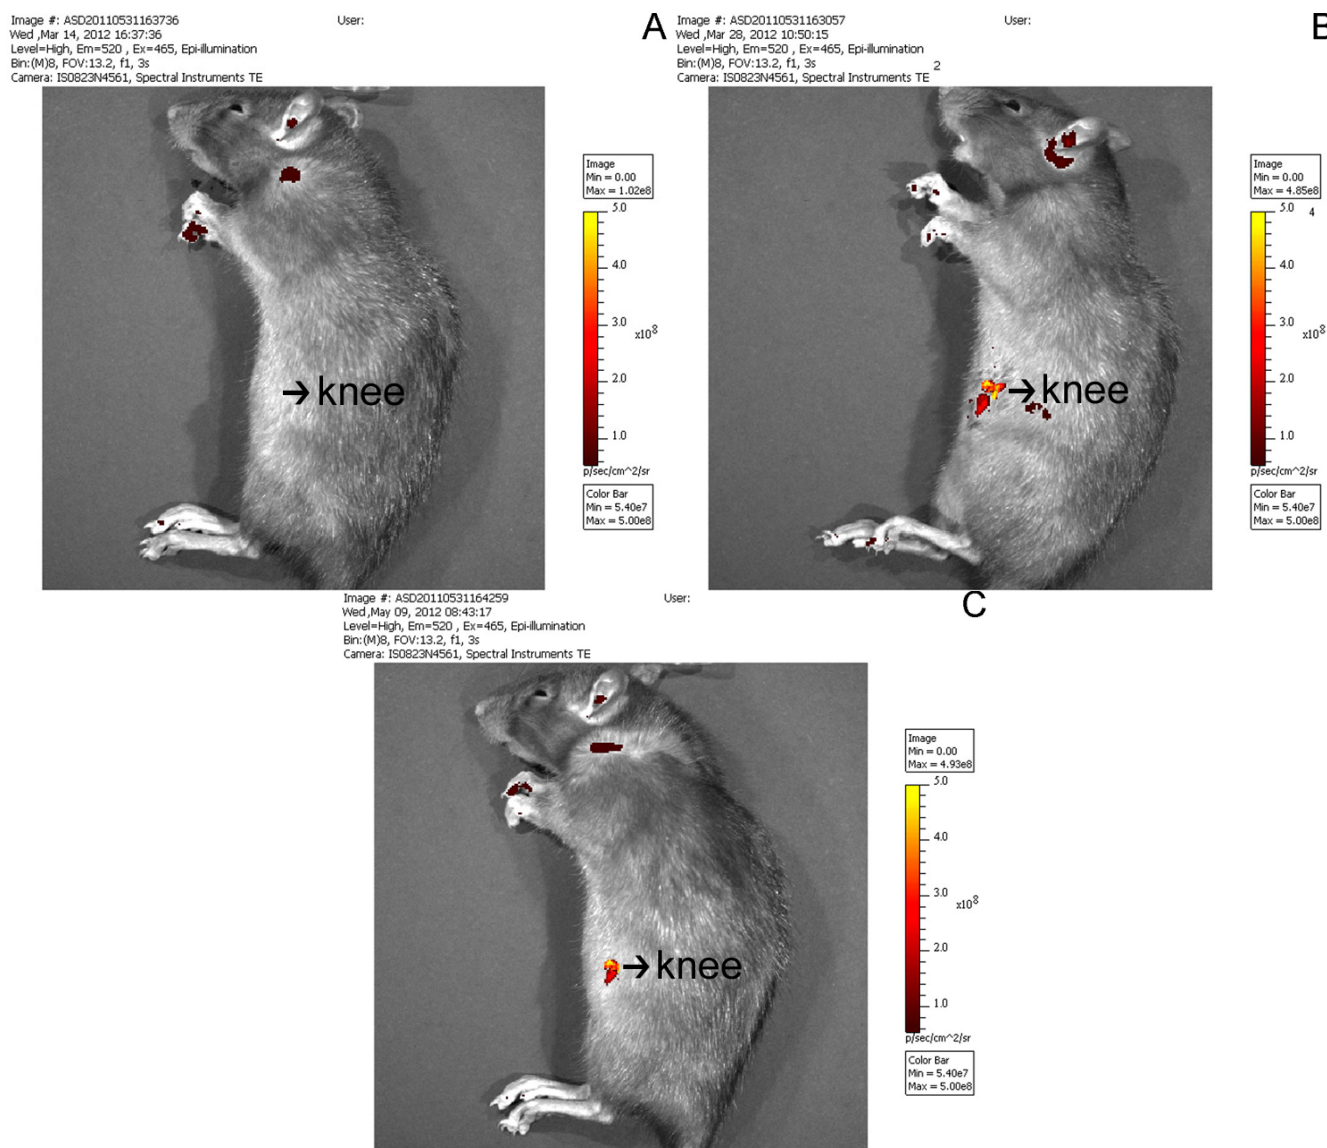 Image #: ASD20110531163736 User:
Wed ,Mar 14, 2012 16:37:36
Level=High, Em=520 , Ex=465, Epi-illumination
Bin:(M)8, FOV:13.2, f1, 3s
Camera: IS0823N4561, Spectral Instruments TE
A
Image
Min = 0.00
Max = 1.02e8
5.0
4.0
3.0
x10⁸
2.0
1.0
p/sec/cm^2/sr
Color Bar
Min = 5.40e7
Max = 5.00e8
→ knee
Image #: ASD20110531163057 User:
Wed ,Mar 28, 2012 10:50:15
Level=High, Em=520 , Ex=465, Epi-illumination
Bin:(M)8, FOV:13.2, f1, 3s
2
Camera: IS0823N4561, Spectral Instruments TE
B
Image
Min = 0.00
Max = 4.85e8
5.0 4
4.0
3.0
x10⁸
2.0
1.0
p/sec/cm^2/sr
Color Bar
Min = 5.40e7
Max = 5.00e8
→ knee
Image #: ASD20110531164259 User:
Wed ,May 09, 2012 08:43:17
Level=High, Em=520 , Ex=465, Epi-illumination
Bin:(M)8, FOV:13.2, f1, 3s
Camera: IS0823N4561, Spectral Instruments TE
C
Image
Min = 0.00
Max = 4.93e8
5.0
4.0
3.0
x10⁸
2.0
1.0
p/sec/cm^2/sr
Color Bar
Min = 5.40e7
Max = 5.00e8
→ knee